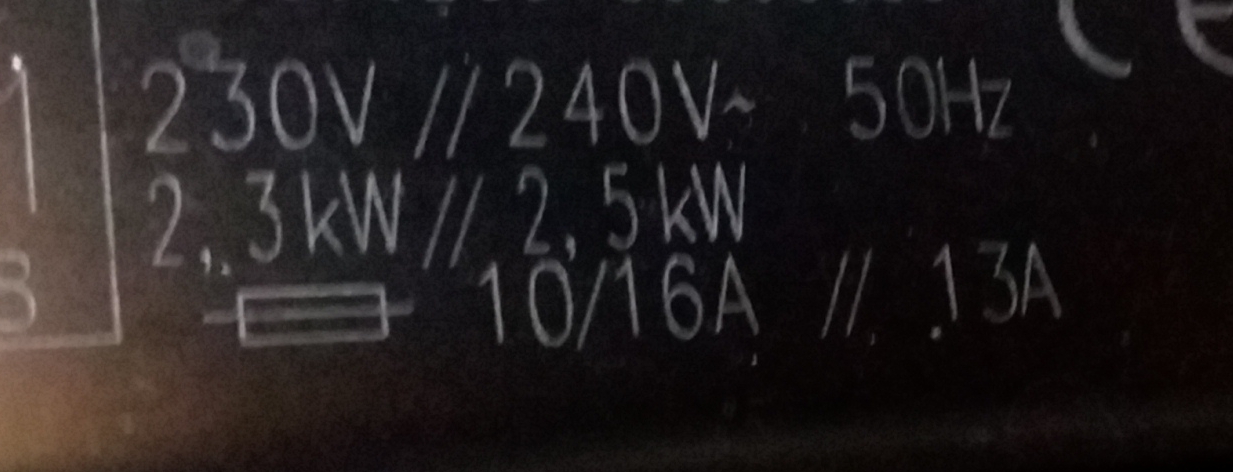 230V // 240V~ 50Hz
2,3kW // 2,5kW
10/16A // 13A